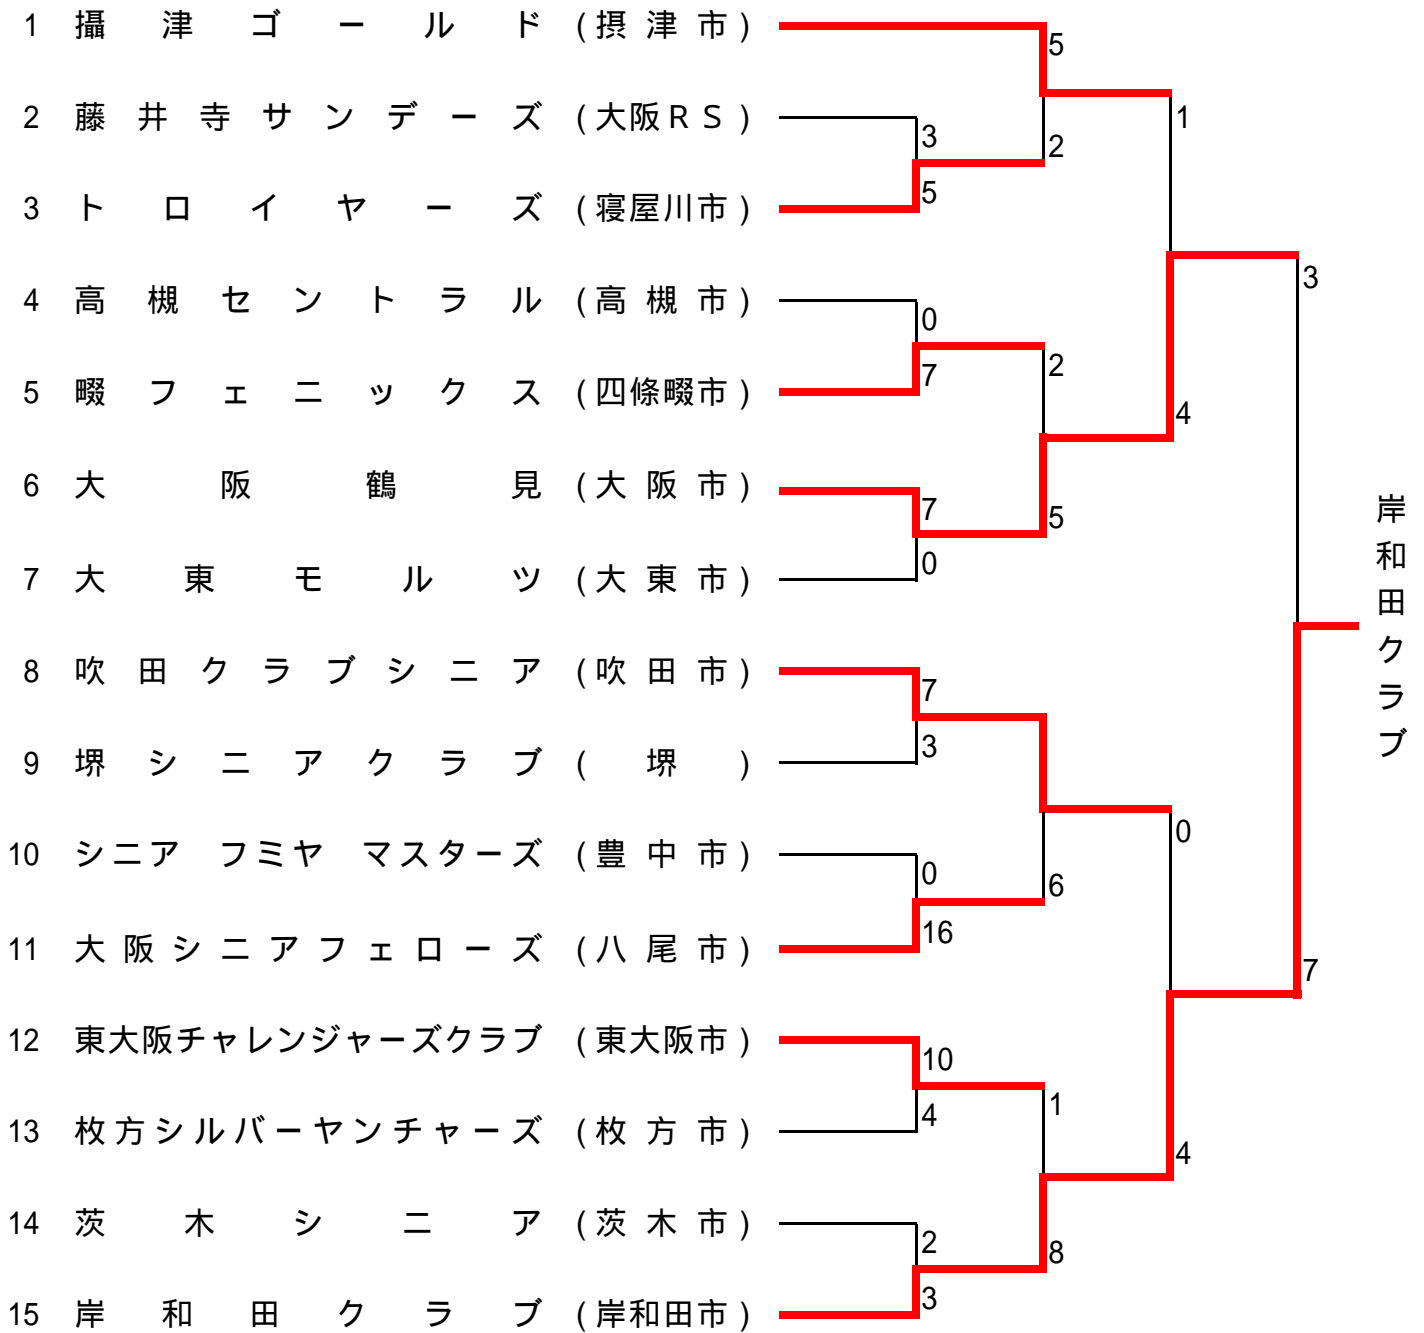 1 攝津ゴールド (摂津市)
2 藤井寺サンデーズ (大阪RS)
3 トロイヤーズ (寝屋川市)
4 高槻セントラル (高槻市)
5 畷フェニックス (四條畷市)
6 大阪鶴見 (大阪市)
7 大東モルツ (大東市)
8 吹田クラブシニア (吹田市)
9 堺シニアクラブ (堺)
10 シニア フミヤ マスターズ (豊中市)
11 大阪シニアフェローズ (八尾市)
12 東大阪チャレンジャーズクラブ (東大阪市)
13 枚方シルバーヤンチャーズ (枚方市)
14 茨木シニア (茨木市)
15 岸和田クラブ (岸和田市)
3
5
0
7
7
0
7
3
0
16
10
4
2
3
5
2
2
5
6
1
8
1
4
0
4
3
7
岸和田クラブ